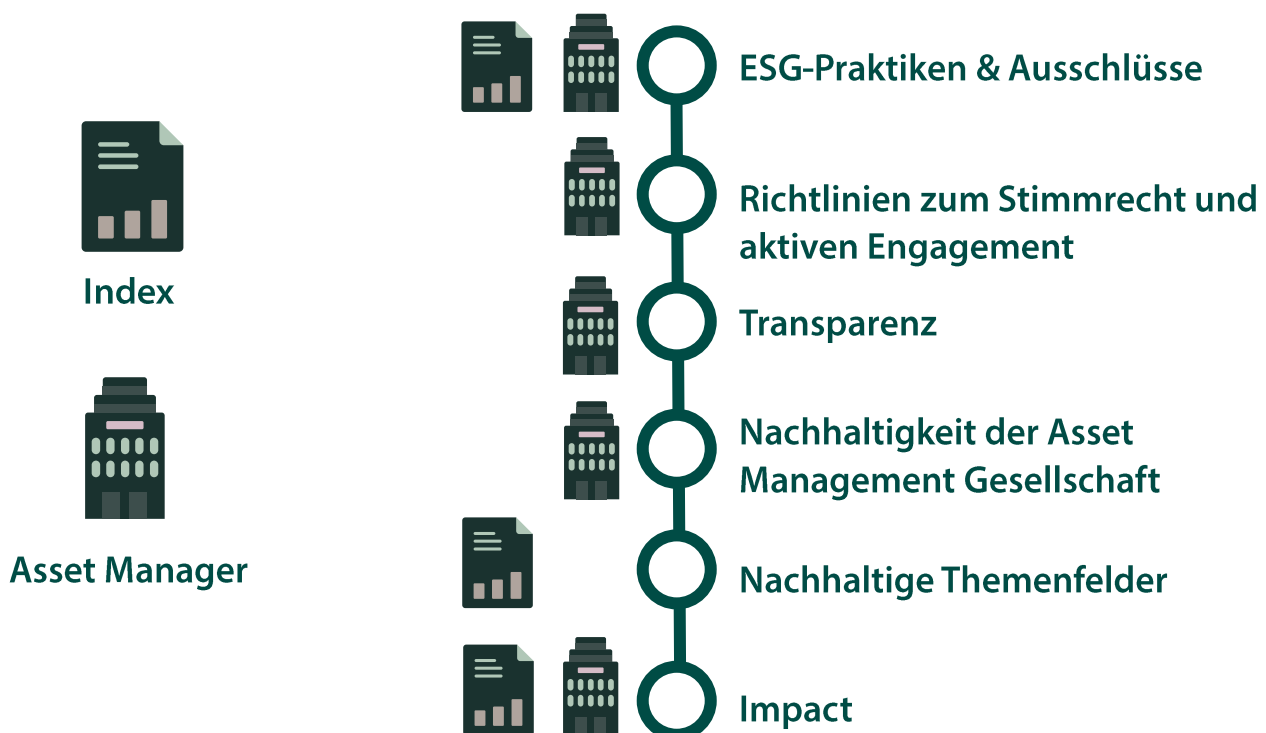 Index
Asset Manager
ESG-Praktiken & Ausschlüsse
Richtlinien zum Stimmrecht und
aktiven Engagement
Transparenz
Nachhaltigkeit der Asset
Management Gesellschaft
Nachhaltige Themenfelder
Impact